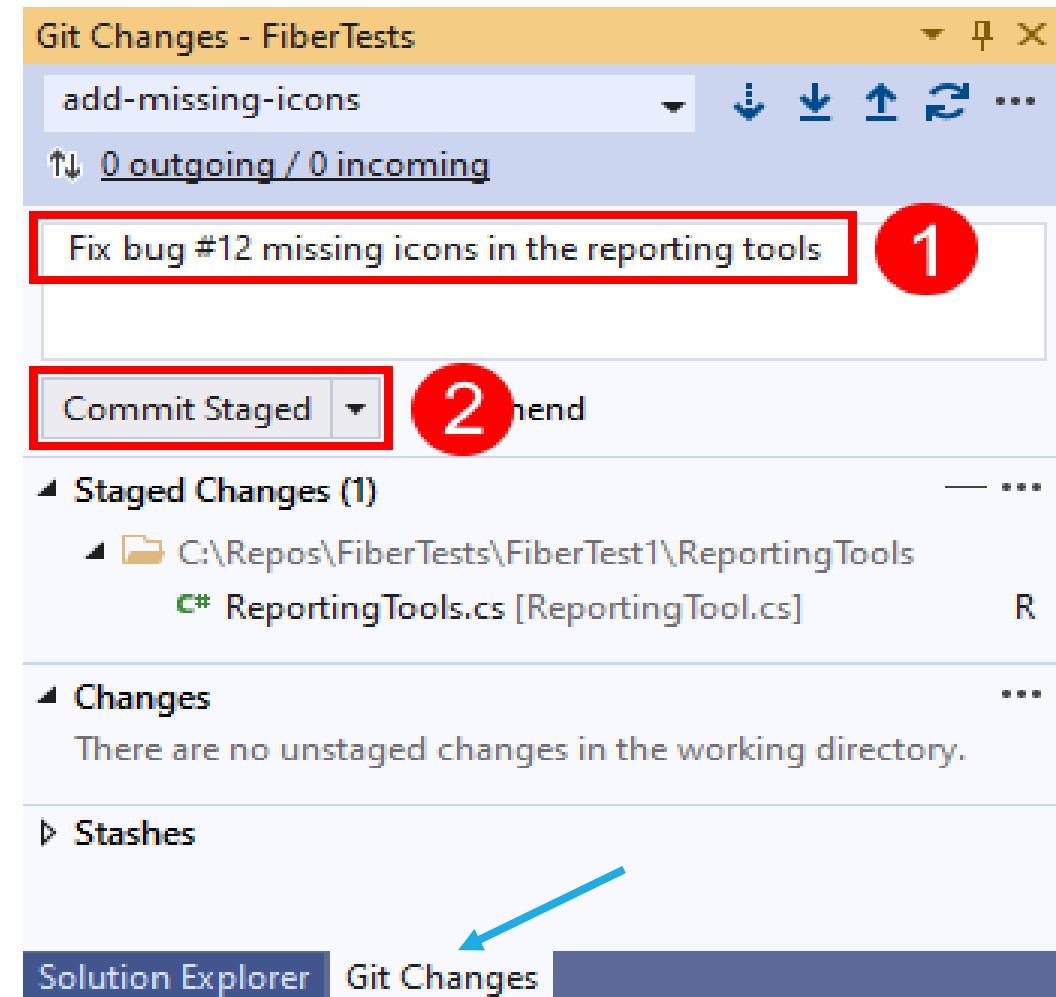 Git Changes - FiberTests
add-missing-icons
0 outgoing / 0 incoming
Fix bug #12 missing icons in the reporting tools
1
Commit Staged
2
Staged Changes (1)
C:\Repos\FiberTests\FiberTest1\ReportingTools
C# ReportingTools.cs [ReportingTool.cs] R
Changes
There are no unstaged changes in the working directory.
Stashes
Solution Explorer Git Changes